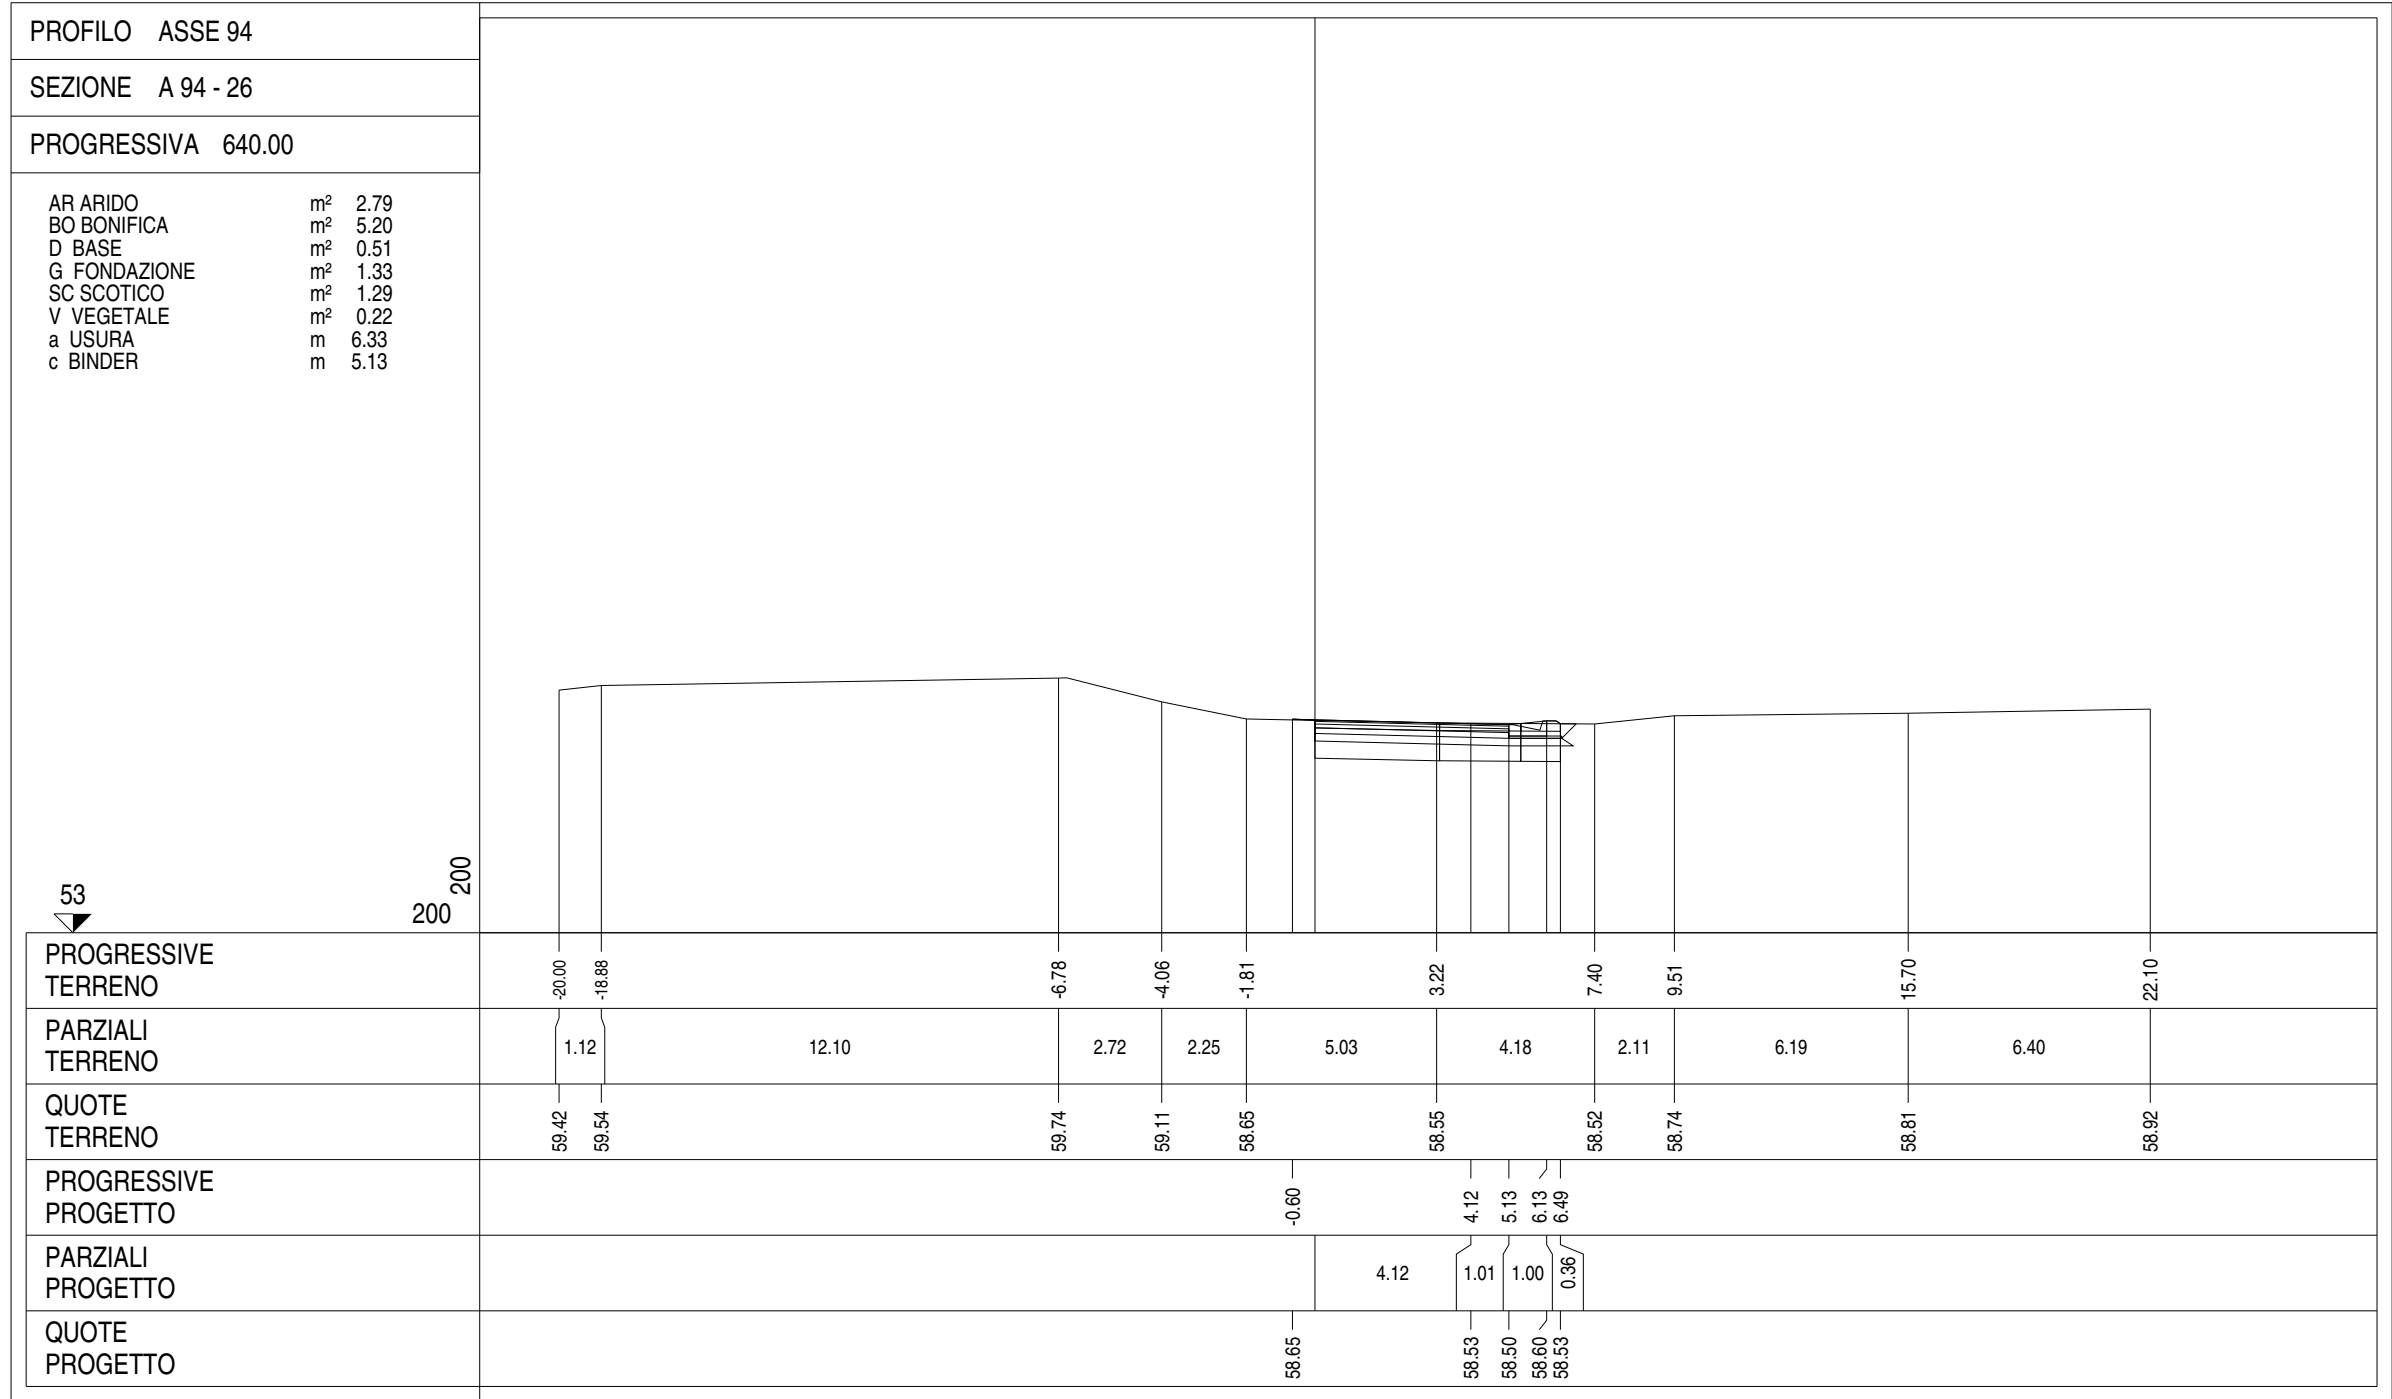 PROFILO ASSE 94
SEZIONE A 94 - 26
PROGRESSIVA 640.00
AR ARIDO m² 2.79
BO BONIFICA m² 5.20
D BASE m² 0.51
G FONDAZIONE m² 1.33
SC SCOTICO m² 1.29
V VEGETALE m² 0.22
a USURA m 6.33
c BINDER m 5.13
53
200
200
PROGRESSIVE
TERRENO
-20.00 -18.88 -6.78 -4.06 -1.81 3.22 7.40 9.51 15.70 22.10
PARZIALI
TERRENO
1.12 12.10 2.72 2.25 5.03 4.18 2.11 6.19 6.40
QUOTE
TERRENO
59.42 59.54 59.74 59.11 58.65 58.55 58.52 58.74 58.81 58.92
PROGRESSIVE
PROGETTO
-0.60 4.12 5.13 6.13 6.49
PARZIALI
PROGETTO
4.12 1.01 1.00 0.36
QUOTE
PROGETTO
58.65 58.53 58.50 58.60 58.53